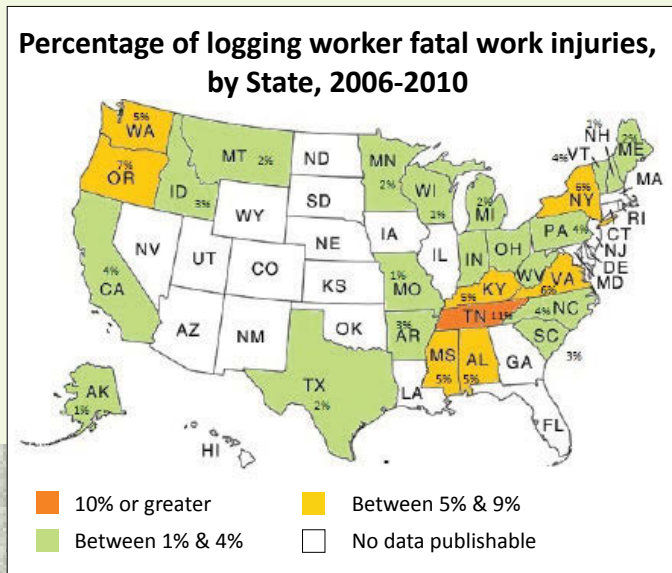 Percentage of logging worker fatal work injuries,
by State, 2006-2010
5%
WA
7%
OR
MT 2%
ID
3%
ND
MN
2%
SD
WY
WI
1%
2%
MI
NH
2%
ME
4% VT
MA
6%
NY
RI
CT
NJ
DE
MD
PA 4%
NV
UT
CO
NE
KS
IA
IL
IN
OH
WV
VA
6%
4%
CA
1%
MO
KY
5%
TN 11%
4% NC
SC
3%
AZ
NM
OK
3%
AR
MS
5%
AL
5%
GA
LA
FL
TX
2%
AK
1%
HI
10% or greater
Between 5% & 9%
Between 1% & 4%
No data publishable